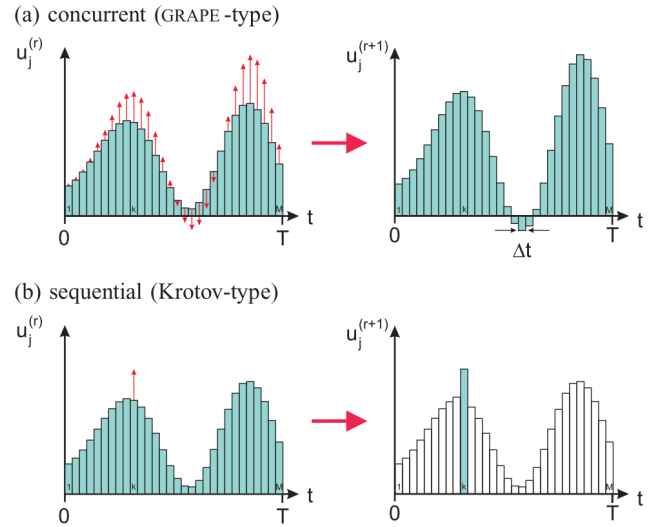 (a) concurrent (GRAPE-type)
u_j^(r)
u_j^(r+1)
1 k M
t
1 k M
t
0 T
0 T
Δt
(b) sequential (Krotov-type)
u_j^(r)
u_j^(r+1)
1 k M
t
1 k M
t
0 T
0 T